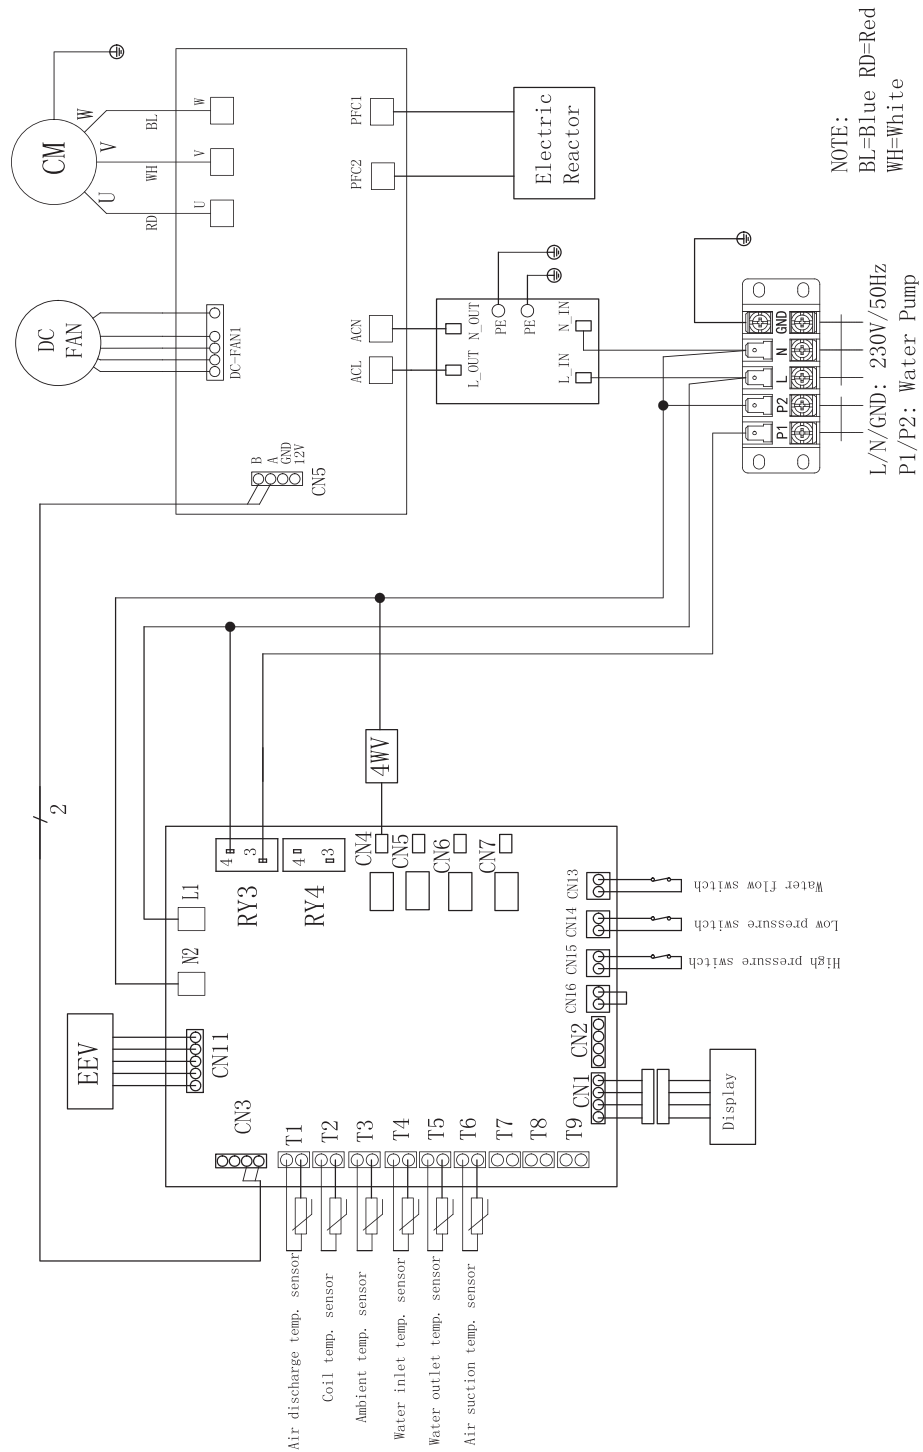 CM
U
V
W
RD
WH
BL
U
V
W
DC
FAN
DC-FAN1
PFC1
PFC2
Electric
Reactor
ACN
ACL
L_OUT
N_OUT
PE
PE
L_IN
N_IN
B
A
GND
12V
CN5
P1
P2
L
N
GND
L/N/GND: 230V/50Hz
P1/P2: Water Pump
NOTE:
BL=Blue RD=Red
WH=White
2
4WV
L1
N2
4
3
RY3
4
3
RY4
CN4
CN5
CN6
CN7
EEV
CN11
CN3
CN13
CN14
CN15
CN16
CN2
CN1
Water flow switch
Low pressure switch
High pressure switch
Display
T1
T2
T3
T4
T5
T6
T7
T8
T9
Air discharge temp. sensor
Coil temp. sensor
Ambient temp. sensor
Water inlet temp. sensor
Water outlet temp. sensor
Air suction temp. sensor